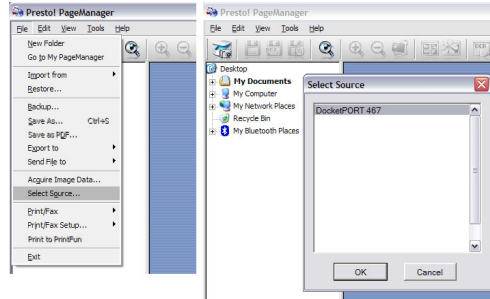 Presto! PageManager
File Edit View Tools Help
New Folder
Go to My PageManager
Import from
Restore...
Backup...
Save As... Ctrl+S
Save as PDF...
Export to
Send File to
Acquire Image Data...
Select Source...
Print/Fax
Print/Fax Setup...
Print to PrintFun
Exit
Presto! PageManager
File Edit View Tools Help
Desktop
My Documents
My Computer
My Network Places
Recycle Bin
My Bluetooth Places
Select Source
DocketPORT 467
OK Cancel